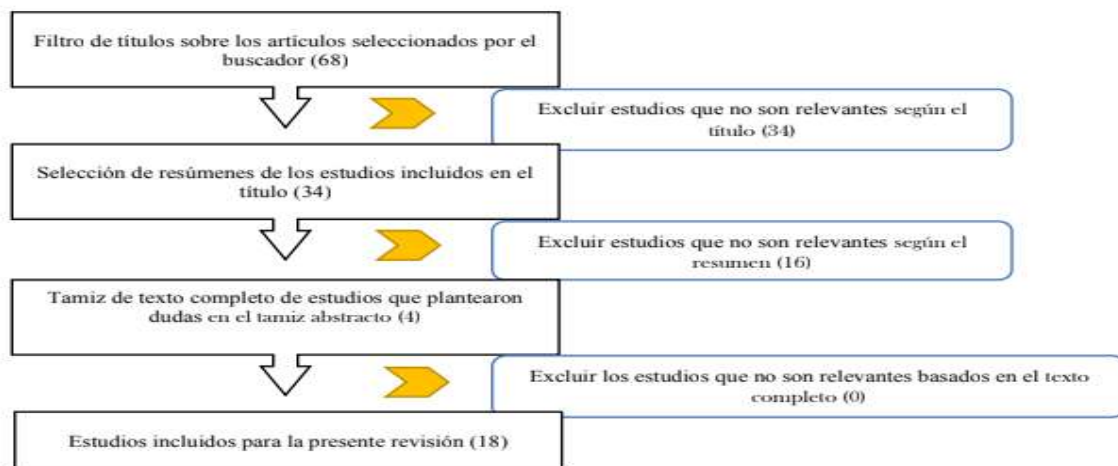 Filtro de títulos sobre los artículos seleccionados por el
buscador (68)
Excluir estudios que no son relevantes según el
título (34)
Selección de resúmenes de los estudios incluidos en el
título (34)
Excluir estudios que no son relevantes según el
resumen (16)
Tamiz de texto completo de estudios que plantearon
dudas en el tamiz abstracto (4)
Excluir los estudios que no son relevantes basados en el texto
completo (0)
Estudios incluidos para la presente revisión (18)